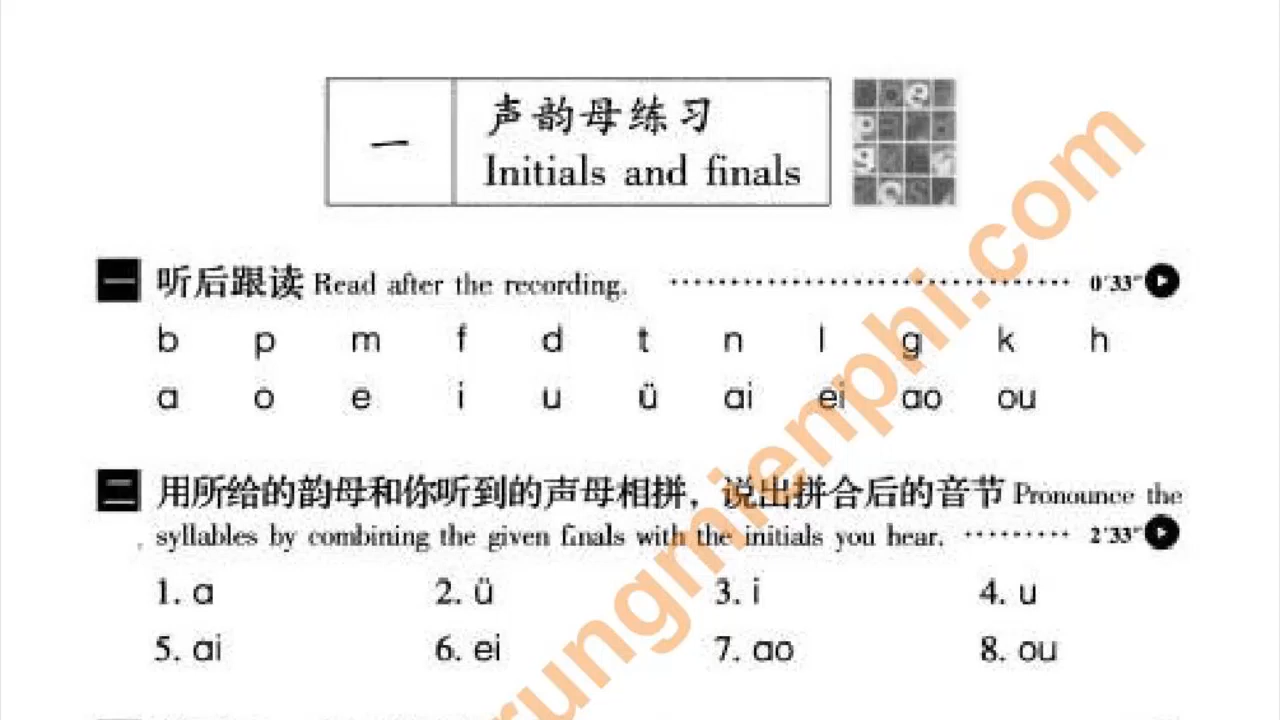 一
声韵母练习
Initials and finals
一 听后跟读 Read after the recording. 0'33"
b p m f d t n l g k h
a o e i u ü ai ei ao ou
二 用所给的韵母和你听到的声母相拼，说出拼合后的音节 Pronounce the
syllables by combining the given finals with the initials you hear. 2'33"
1. a 2. ü 3. i 4. u
5. ai 6. ei 7. ao 8. ou
rungmienphi.com